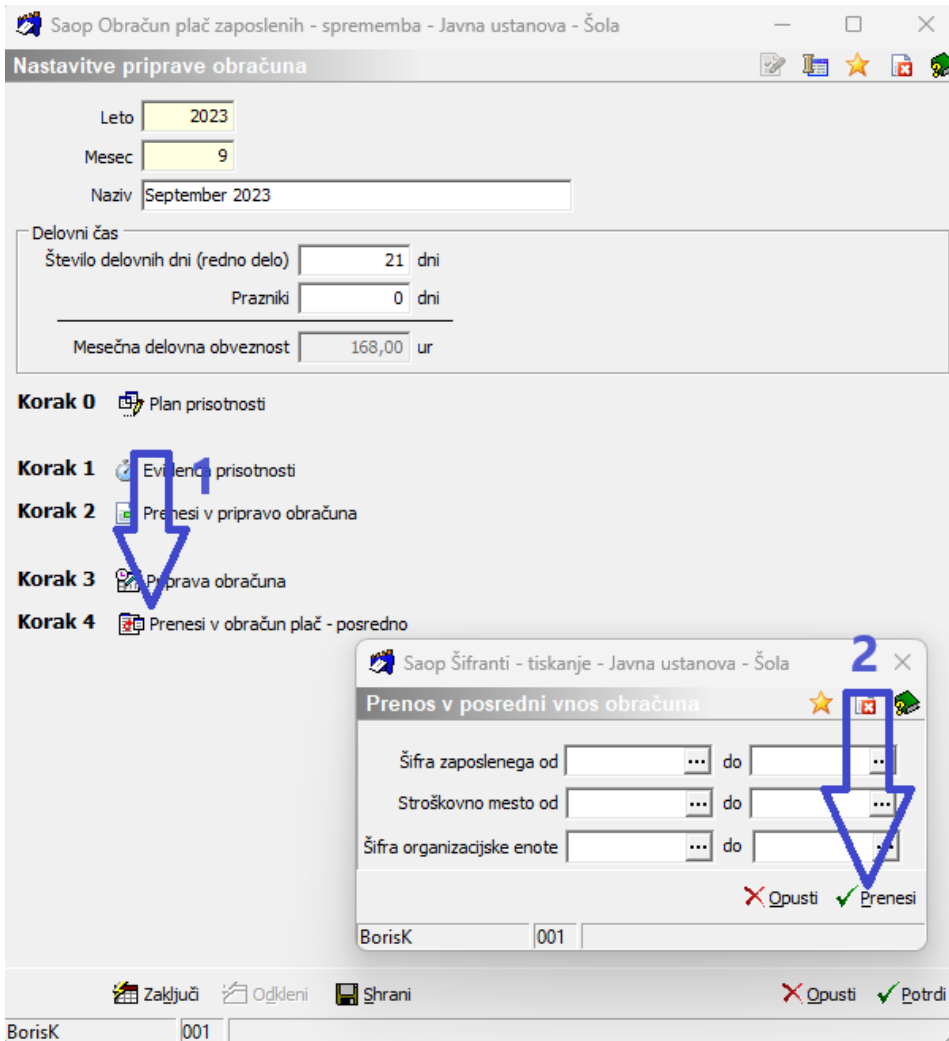 Saop Obračun plač zaposlenih - sprememba - Javna ustanova - Šola
Nastavitve priprave obračuna
Leto 2023
Mesec 9
Naziv September 2023
Delovni čas
Število delovnih dni (redno delo) 21 dni
Prazniki 0 dni
Mesečna delovna obveznost 168,00 ur
Korak 0 Plan prisotnosti
1
Korak 1 Evidenca prisotnosti
Korak 2 Prenesi v pripravo obračuna
Korak 3 Priprava obračuna
Korak 4 Prenesi v obračun plač - posredno
2
Saop Šifranti - tiskanje - Javna ustanova - Šola
Prenos v posredni vnos obračuna
Šifra zaposlenega od ... do ...
Stroškovno mesto od ... do ...
Šifra organizacijske enote ... do ...
Opusti Prenesi
BorisK 001
Zaključi Odkleni Shrani Opusti Potrdi
BorisK 001